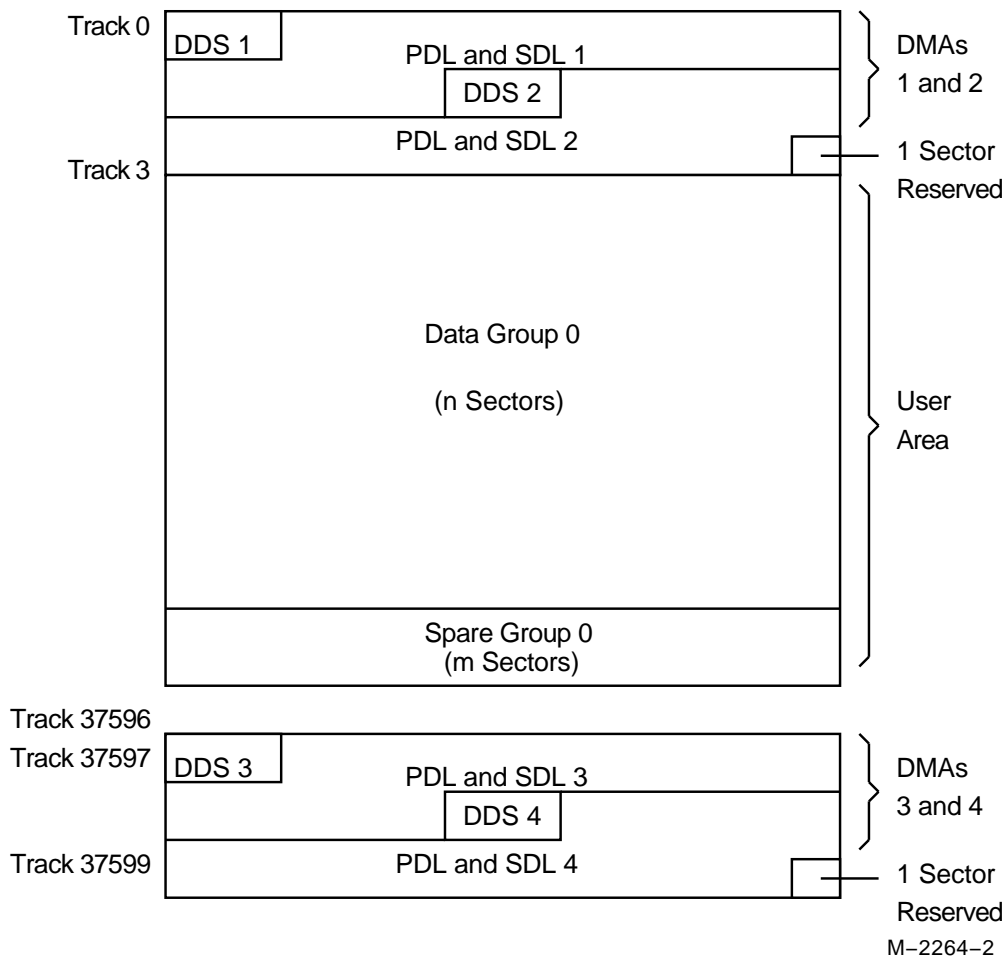 Track 0
DDS 1
PDL and SDL 1
DMAs
1 and 2
DDS 2
PDL and SDL 2
1 Sector
Reserved
Track 3
Data Group 0
(n Sectors)
User
Area
Spare Group 0
(m Sectors)
Track 37596
Track 37597
DDS 3
PDL and SDL 3
DMAs
3 and 4
DDS 4
Track 37599
PDL and SDL 4
1 Sector
Reserved
M−2264−2